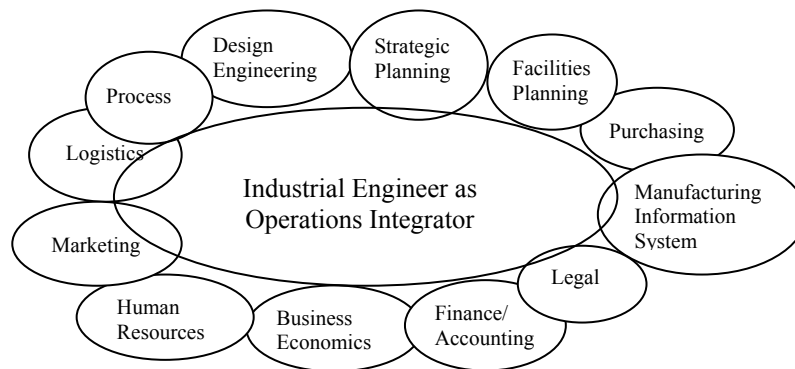 Design
Engineering
Strategic
Planning
Facilities
Planning
Process
Purchasing
Logistics
Industrial Engineer as
Operations Integrator
Manufacturing
Information
System
Marketing
Legal
Human
Resources
Business
Economics
Finance/
Accounting